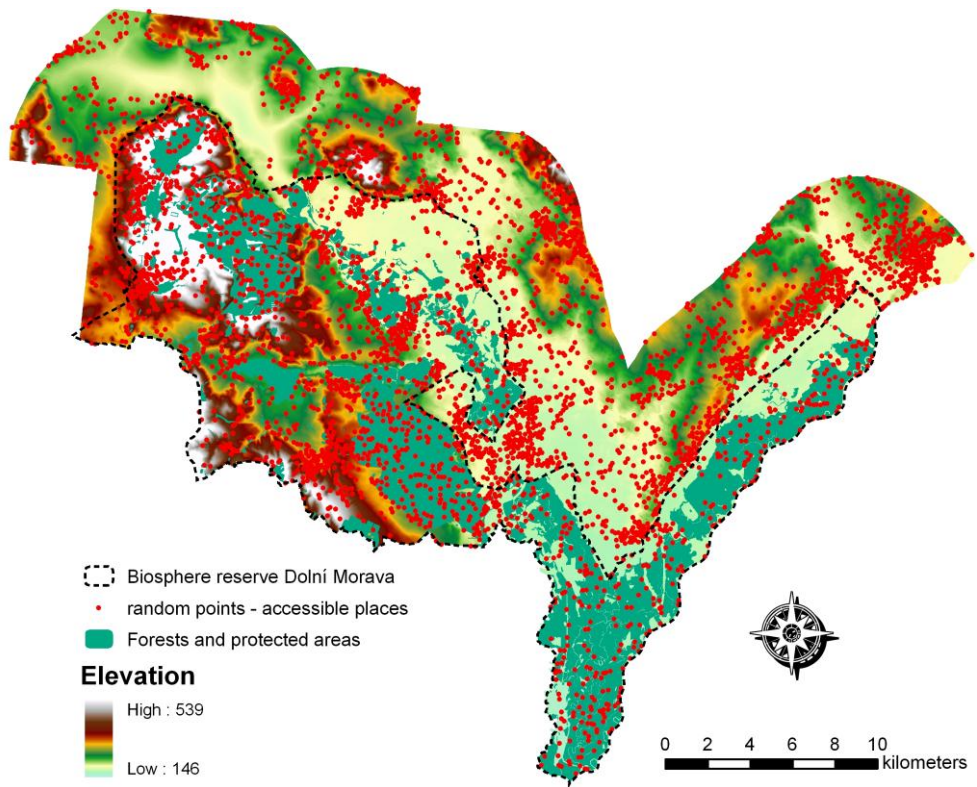 Biosphere reserve Dolní Morava
random points - accessible places
Forests and protected areas
Elevation
High : 539
Low : 146
0 2 4 6 8 10
kilometers